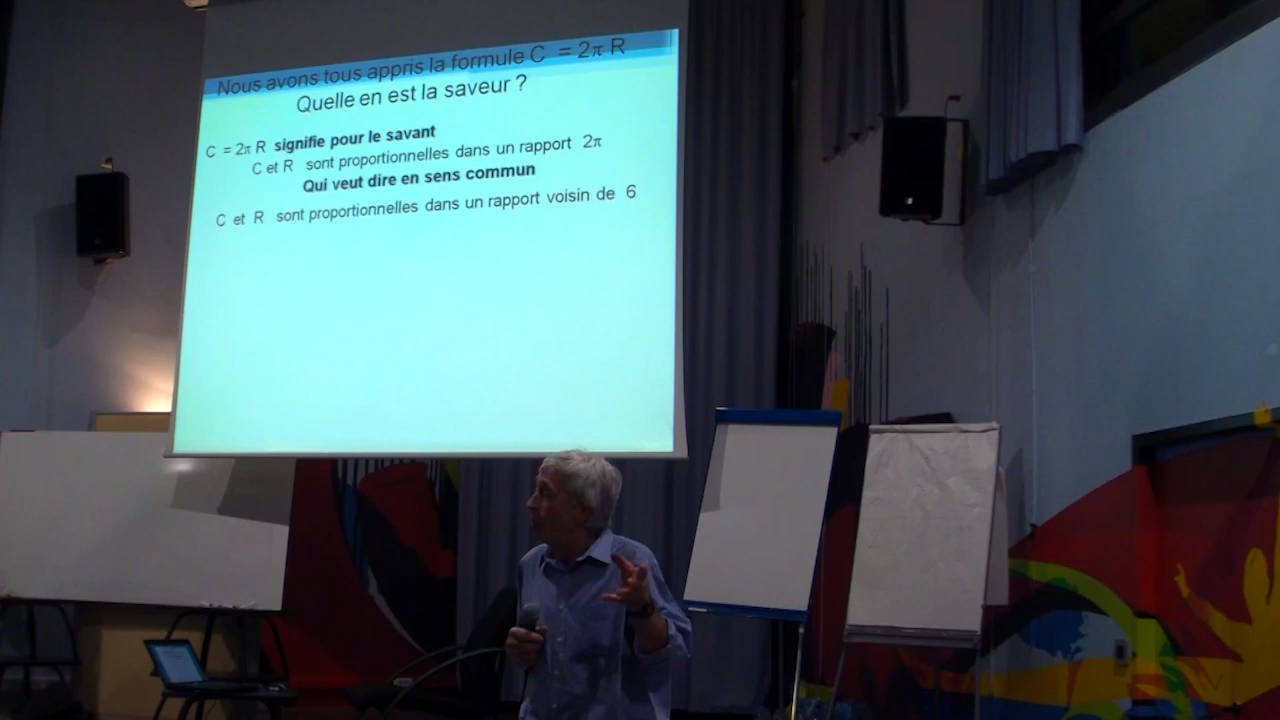 Nous avons tous appris la formule C = 2π R
Quelle en est la saveur ?
C = 2π R signifie pour le savant
C et R sont proportionnelles dans un rapport 2π
Qui veut dire en sens commun
C et R sont proportionnelles dans un rapport voisin de 6